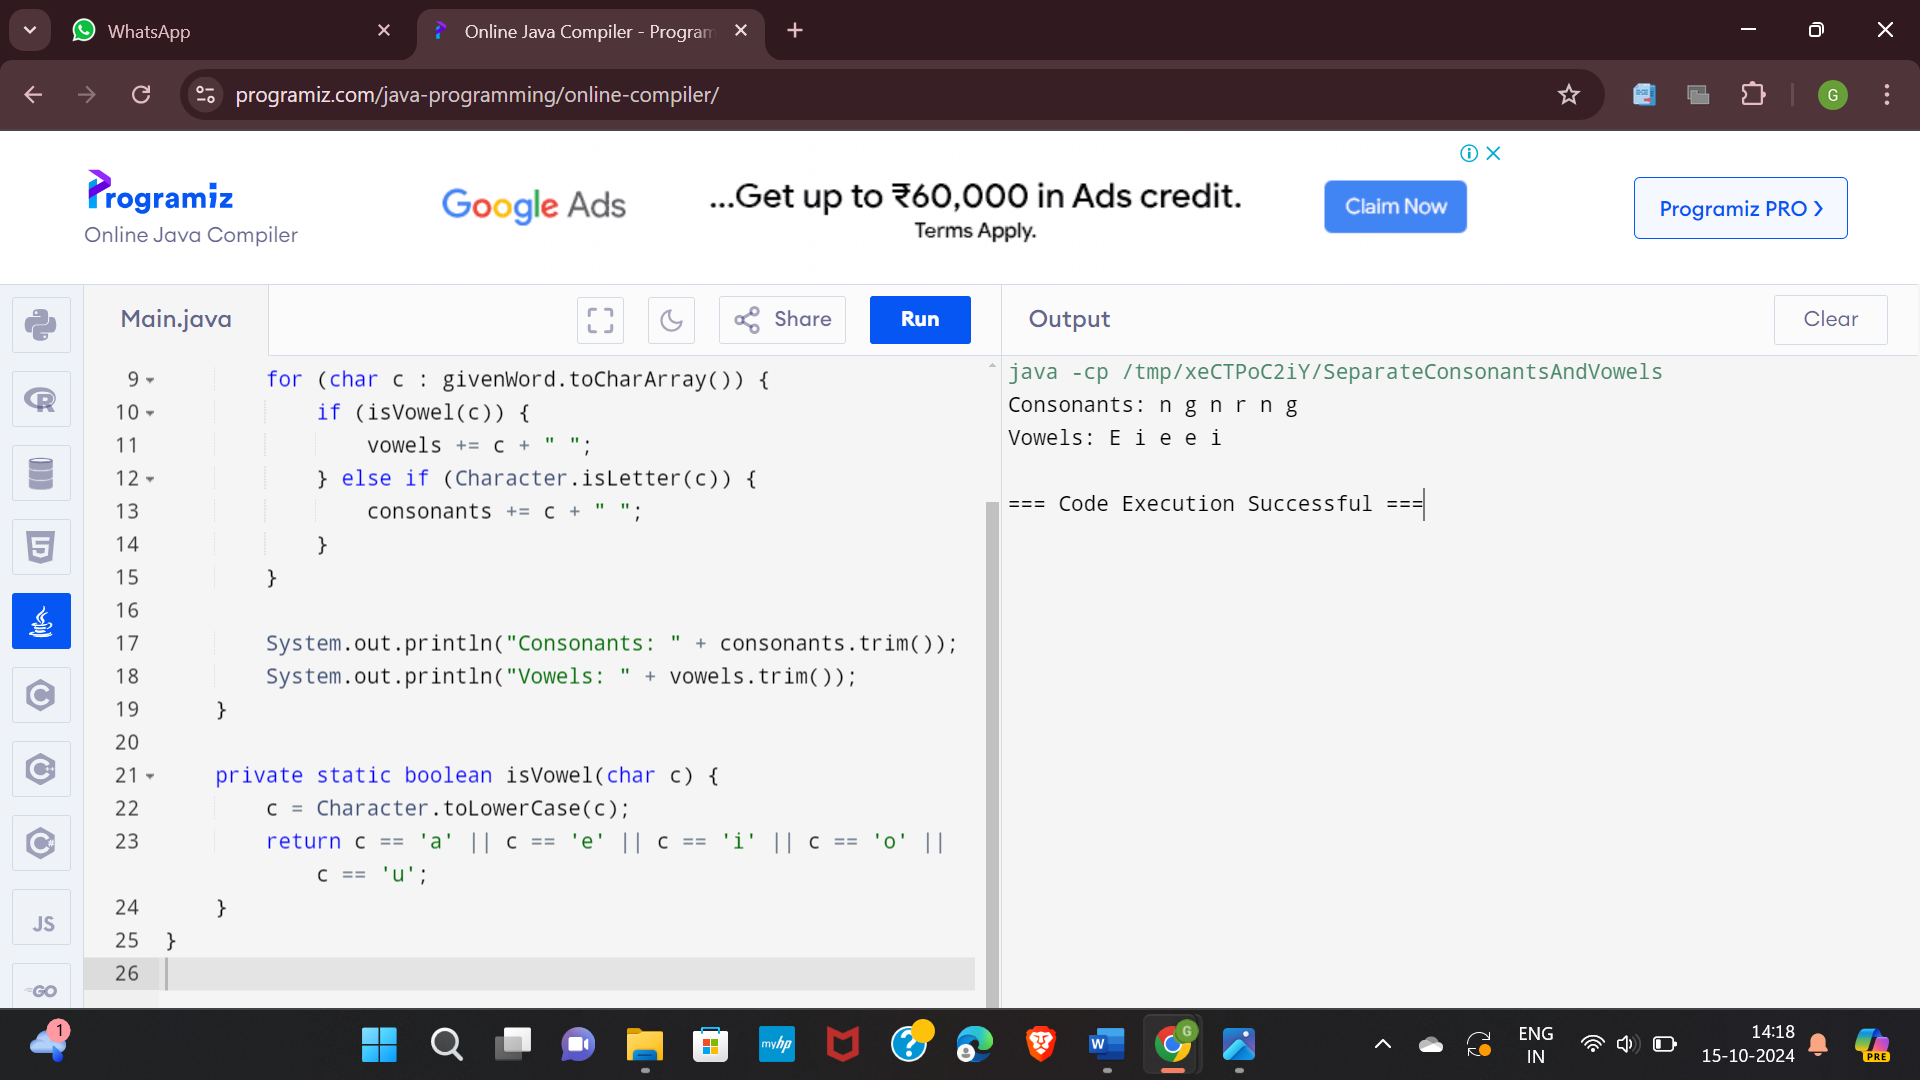 WhatsApp
Online Java Compiler - Program
programiz.com/java-programming/online-compiler/
G
Programiz
Online Java Compiler
Google Ads
...Get up to ₹60,000 in Ads credit.
Terms Apply.
Claim Now
Programiz PRO >
Main.java
Share
Run
Output
Clear
9 for (char c : givenWord.toCharArray()) {
10 if (isVowel(c)) {
11 vowels += c + " ";
12 } else if (Character.isLetter(c)) {
13 consonants += c + " ";
14 }
15 }
16
17 System.out.println("Consonants: " + consonants.trim());
18 System.out.println("Vowels: " + vowels.trim());
19 }
20
21 private static boolean isVowel(char c) {
22 c = Character.toLowerCase(c);
23 return c == 'a' || c == 'e' || c == 'i' || c == 'o' ||
c == 'u';
24 }
25 }
26
java -cp /tmp/xeCTPoC2iY/SeparateConsonantsAndVowels
Consonants: n g n r n g
Vowels: E i e e i
=== Code Execution Successful ===
R
5
C
C
C
JS
GO
1
myhp
?
W
G
ENG
IN
14:18
15-10-2024
PRE